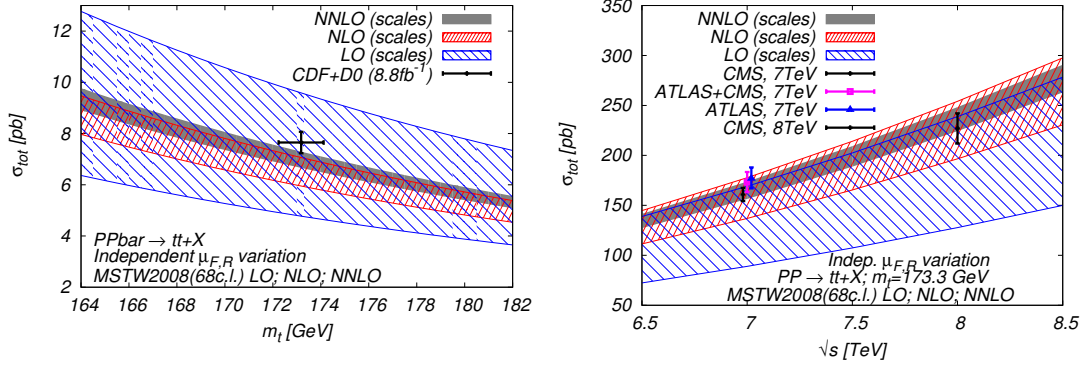 σtot [pb]
12
10
8
6
4
2
NNLO (scales)
NLO (scales)
LO (scales)
CDF+D0 (8.8fb⁻¹)
PPbar → tt+X
Independent μF,R variation
MSTW2008(68c.l.) LO; NLO; NNLO
164 166 168 170 172 174 176 178 180 182
mt [GeV]
σtot [pb]
350
300
250
200
150
100
50
NNLO (scales)
NLO (scales)
LO (scales)
CMS, 7TeV
ATLAS+CMS, 7TeV
ATLAS, 7TeV
CMS, 8TeV
Indep. μF,R variation
PP → tt+X; mt=173.3 GeV
MSTW2008(68c.l.) LO; NLO; NNLO
6.5 7 7.5 8 8.5
√s [TeV]